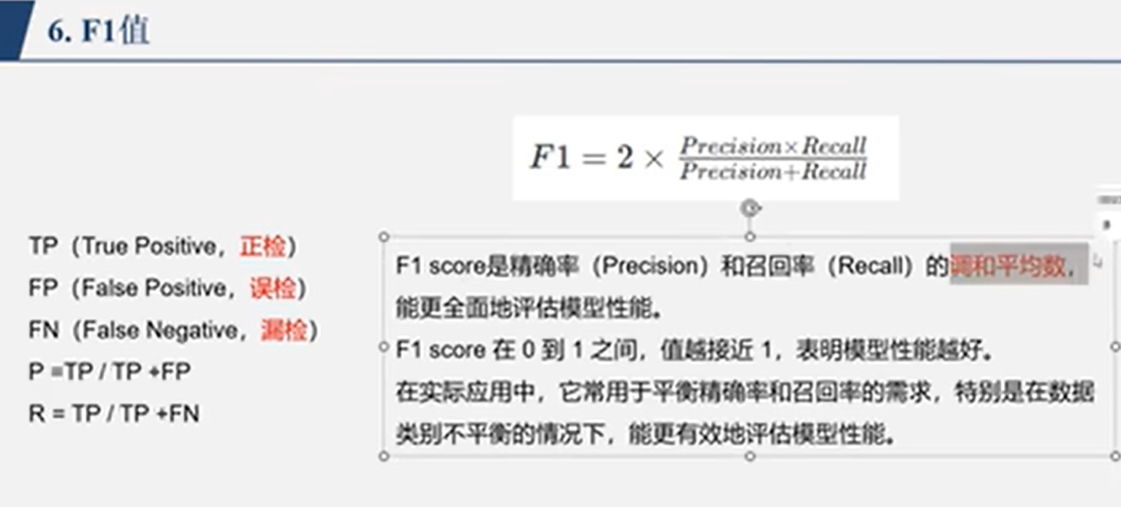 6. F1值
F1 = 2 × Precision×Recall / Precision+Recall
TP（True Positive，正检）
FP（False Positive，误检）
FN（False Negative，漏检）
P =TP / TP +FP
R = TP / TP +FN
F1 score是精确率（Precision）和召回率（Recall）的调和平均数，
能更全面地评估模型性能。
F1 score 在 0 到 1 之间，值越接近 1，表明模型性能越好。
在实际应用中，它常用于平衡精确率和召回率的需求，特别是在数据
类别不平衡的情况下，能更有效地评估模型性能。